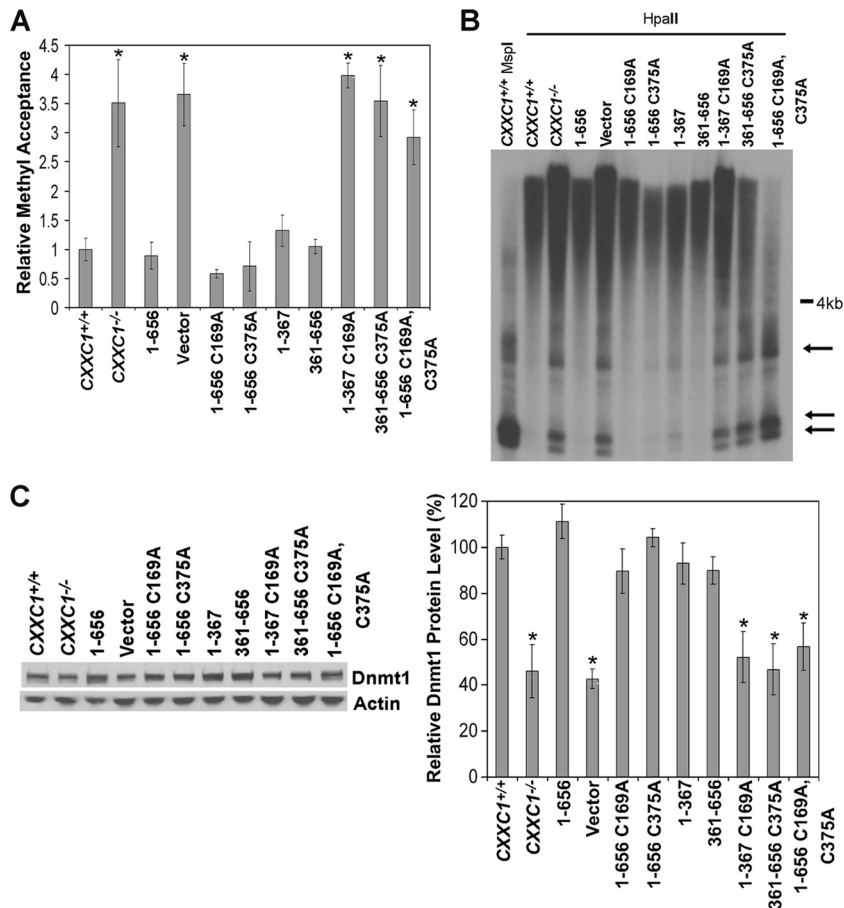 A
Relative Methyl Acceptance
4.5
4
3.5
3
2.5
2
1.5
1
0.5
0
*
*
*
*
*
CXXC1+/+
CXXC1-/-
1-656
Vector
1-656 C169A
1-656 C375A
1-367
361-656
1-367 C169A
361-656 C375A
1-656 C169A,
C375A
B
HpaII
CXXC1+/+ MspI
CXXC1+/+
CXXC1-/-
1-656
Vector
1-656 C169A
1-656 C375A
1-367
361-656
1-367 C169A
361-656 C375A
1-656 C169A,
C375A
4kb
C
CXXC1+/+
CXXC1-/-
1-656
Vector
1-656 C169A
1-656 C375A
1-367
361-656
1-367 C169A
361-656 C375A
1-656 C169A,
C375A
Dnmt1
Actin
Relative Dnmt1 Protein Level (%)
120
100
80
60
40
20
0
*
*
*
*
*
CXXC1+/+
CXXC1-/-
1-656
Vector
1-656 C169A
1-656 C375A
1-367
361-656
1-367 C169A
361-656 C375A
1-656 C169A,
C375A